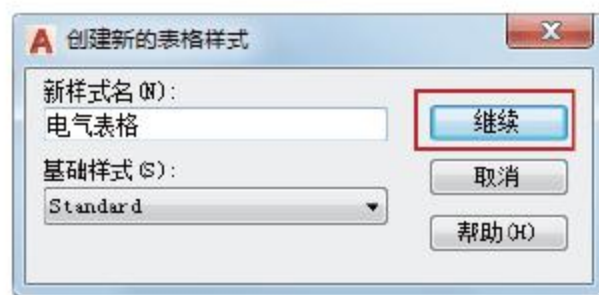 创建新的表格样式
新样式名(N):
电气表格
继续
基础样式(S):
取消
Standard
帮助(H)